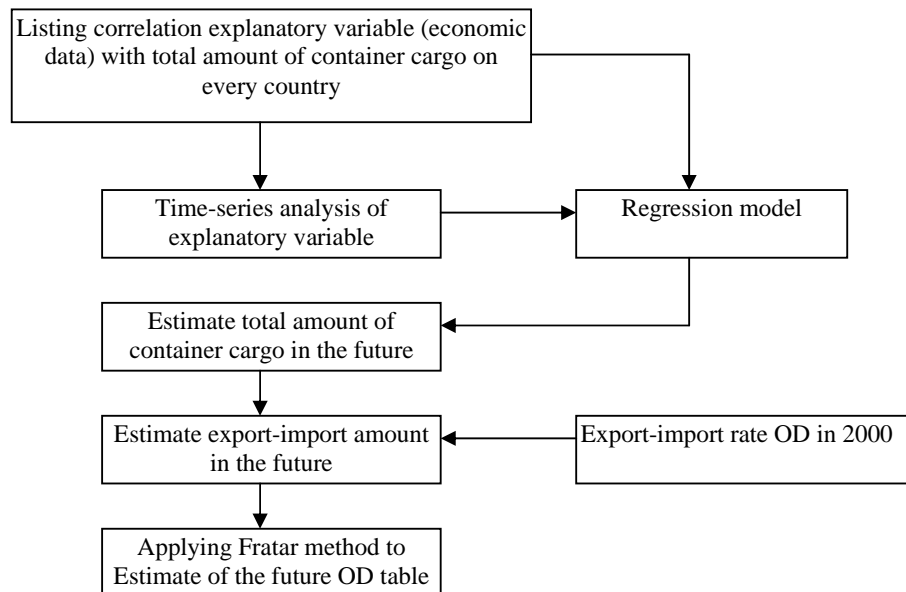 Listing correlation explanatory variable (economic
data) with total amount of container cargo on
every country
Time-series analysis of
explanatory variable
Regression model
Estimate total amount of
container cargo in the future
Estimate export-import amount
in the future
Export-import rate OD in 2000
Applying Fratar method to
Estimate of the future OD table